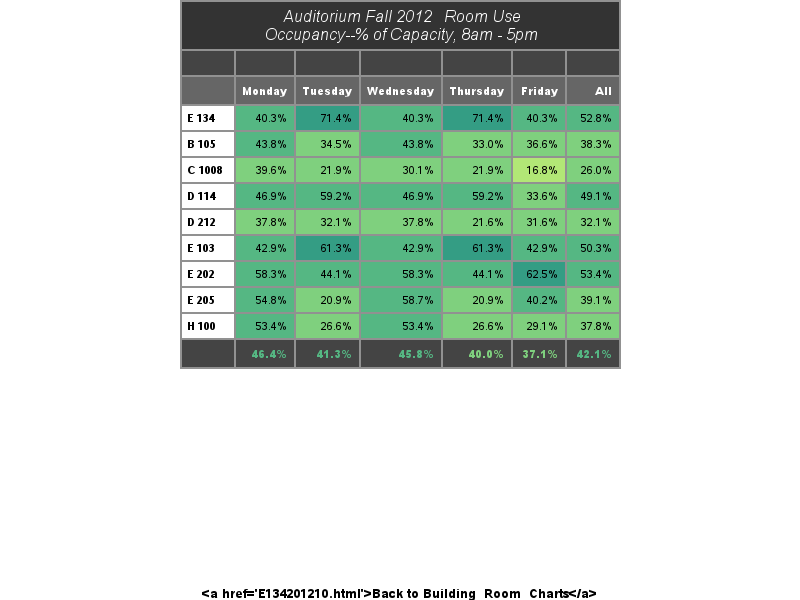 Auditorium Fall 2012 Room Use
Occupancy--% of Capacity, 8am - 5pm
Monday Tuesday Wednesday Thursday Friday All
E 134 40.3% 71.4% 40.3% 71.4% 40.3% 52.8%
B 105 43.8% 34.5% 43.8% 33.0% 36.6% 38.3%
C 1008 39.6% 21.9% 30.1% 21.9% 16.8% 26.0%
D 114 46.9% 59.2% 46.9% 59.2% 33.6% 49.1%
D 212 37.8% 32.1% 37.8% 21.6% 31.6% 32.1%
E 103 42.9% 61.3% 42.9% 61.3% 42.9% 50.3%
E 202 58.3% 44.1% 58.3% 44.1% 62.5% 53.4%
E 205 54.8% 20.9% 58.7% 20.9% 40.2% 39.1%
H 100 53.4% 26.6% 53.4% 26.6% 29.1% 37.8%
46.4% 41.3% 45.8% 40.0% 37.1% 42.1%
<a href='E134201210.html'>Back to Building Room Charts</a>